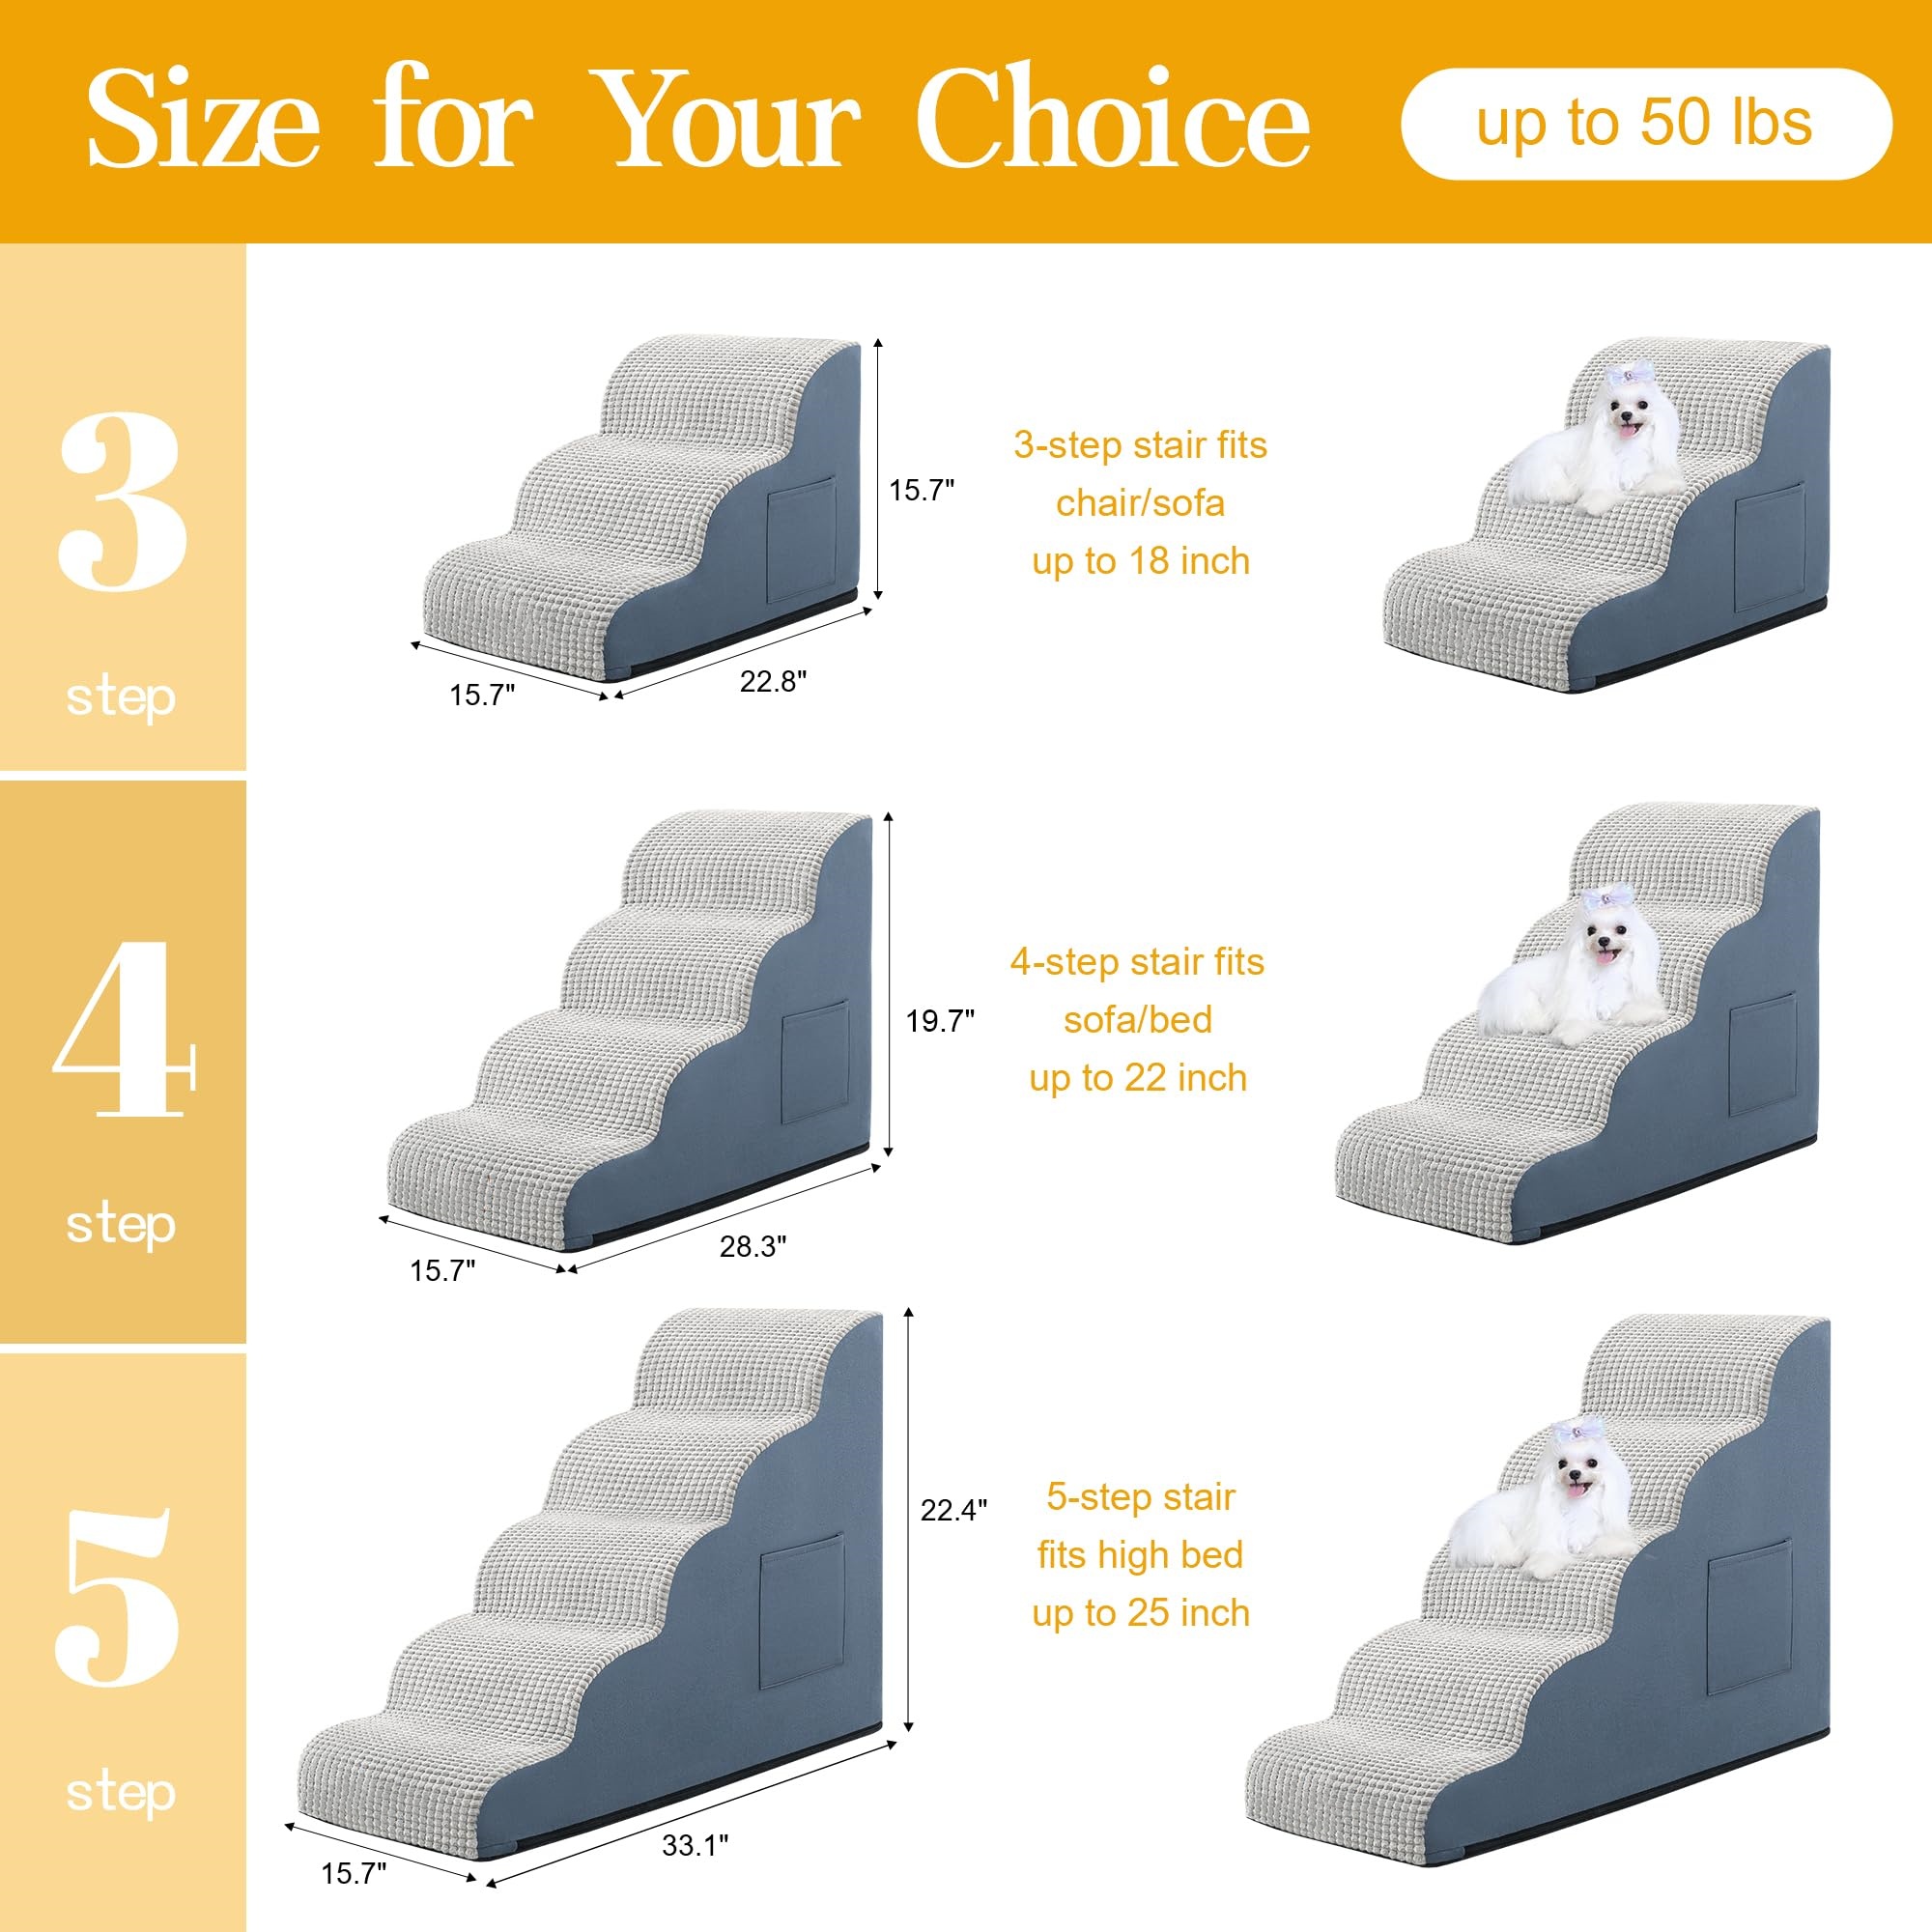 Size for Your Choice
up to 50 lbs
3
step
15.7"
15.7"
22.8"
3-step stair fits
chair/sofa
up to 18 inch
4
step
19.7"
15.7"
28.3"
4-step stair fits
sofa/bed
up to 22 inch
5
step
22.4"
15.7"
33.1"
5-step stair
fits high bed
up to 25 inch